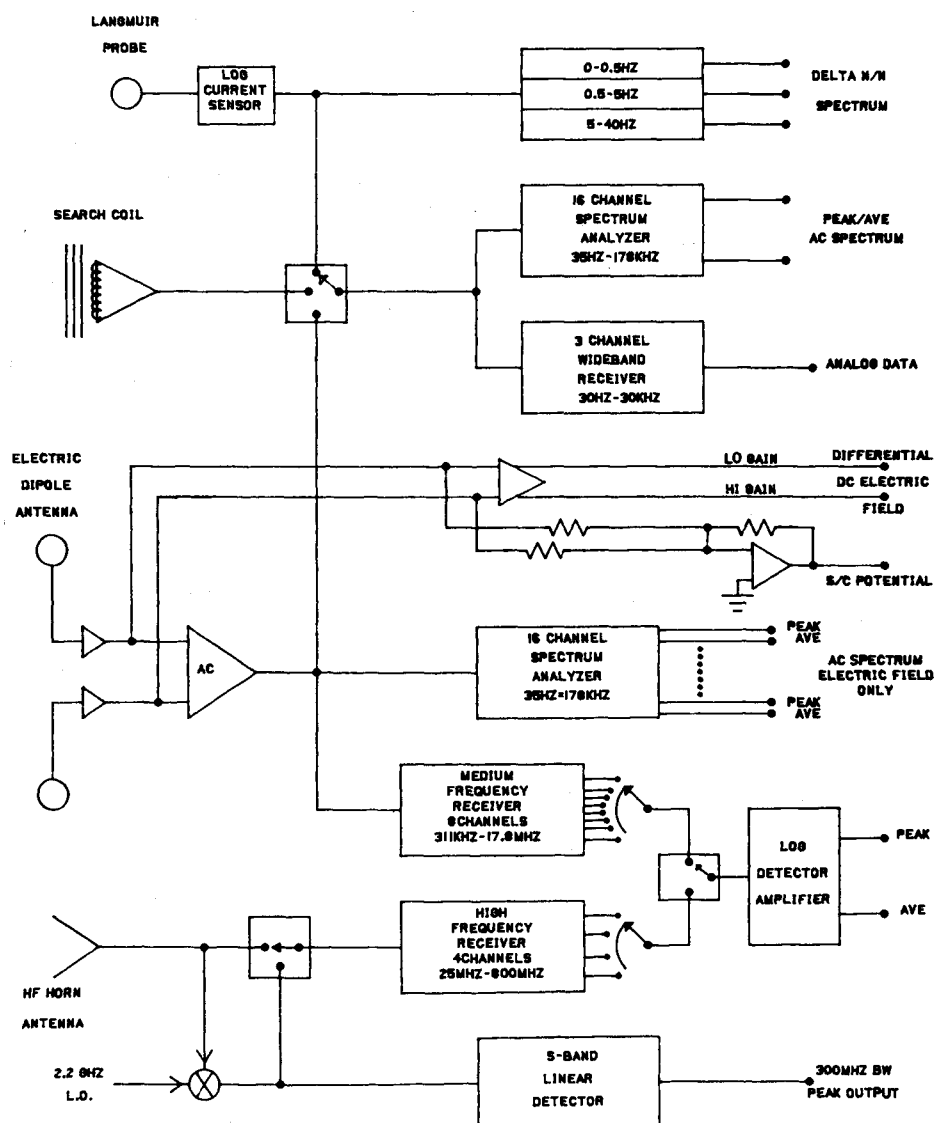 LANGMUIR
PROBE
LOG
CURRENT
SENSOR
0-0.5HZ
0.5-5HZ
5-40HZ
DELTA N/N
SPECTRUM
SEARCH COIL
16 CHANNEL
SPECTRUM
ANALYZER
35HZ-178KHZ
PEAK/AVE
AC SPECTRUM
3 CHANNEL
WIDEBAND
RECEIVER
30HZ-30KHZ
ANALOG DATA
ELECTRIC
DIPOLE
ANTENNA
LO GAIN
HI GAIN
DIFFERENTIAL
DC ELECTRIC
FIELD
S/C POTENTIAL
AC
16 CHANNEL
SPECTRUM
ANALYZER
35HZ=178KHZ
PEAK
AVE
PEAK
AVE
AC SPECTRUM
ELECTRIC FIELD
ONLY
MEDIUM
FREQUENCY
RECEIVER
8CHANNELS
311KHZ-17.8MHZ
LOG
DETECTOR
AMPLIFIER
PEAK
AVE
HIGH
FREQUENCY
RECEIVER
4CHANNELS
25MHZ-800MHZ
HF HORN
ANTENNA
2.2 GHZ
L.O.
S-BAND
LINEAR
DETECTOR
300MHZ BW
PEAK OUTPUT